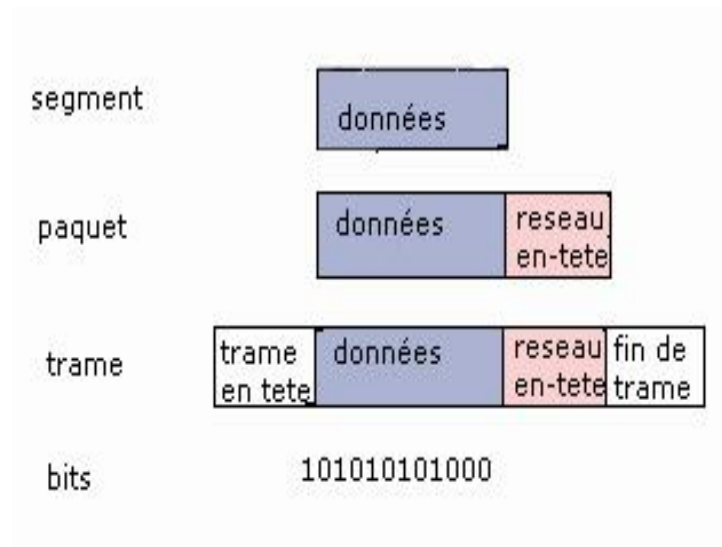 segment
données
paquet
données
reseau
en-tete
trame
trame
en tete
données
reseau
en-tete
fin de
trame
bits
101010101000